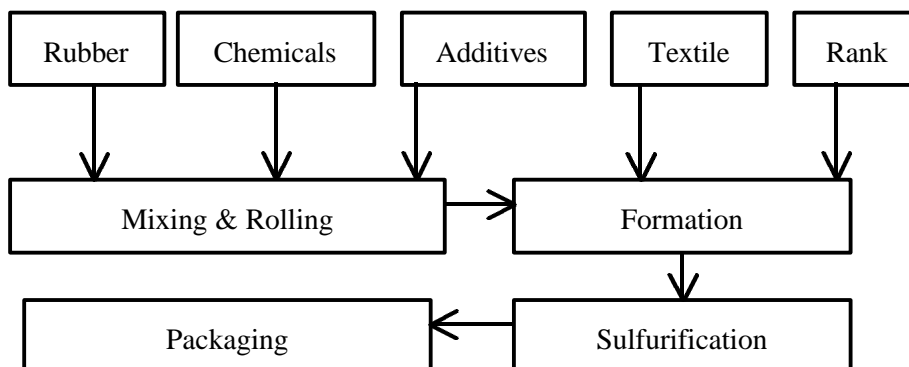 Rubber
Chemicals
Additives
Textile
Rank
Mixing & Rolling
Formation
Packaging
Sulfurification